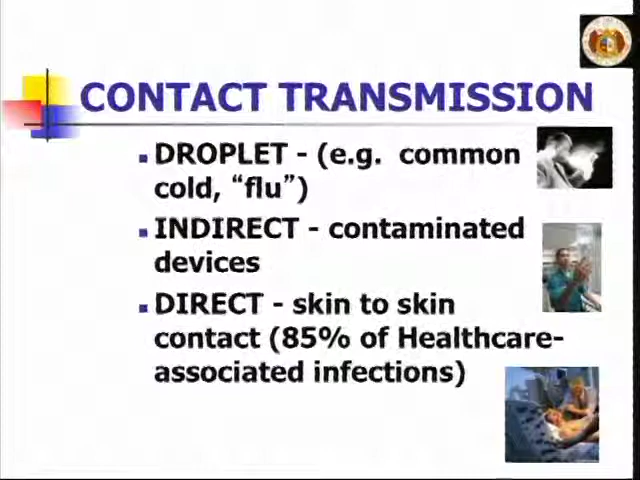 CONTACT TRANSMISSION
DROPLET - (e.g. common
cold, “flu”)
INDIRECT - contaminated
devices
DIRECT - skin to skin
contact (85% of Healthcare-
associated infections)